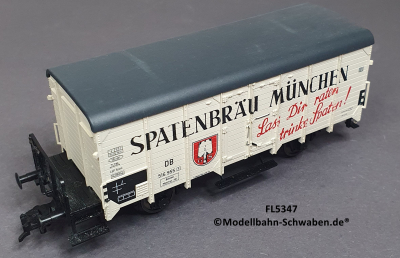 SPATENBRÄU MÜNCHEN
Lass Dir raten
trinke Spaten!
DB
FL5347
©Modellbahn-Schwaben.de®